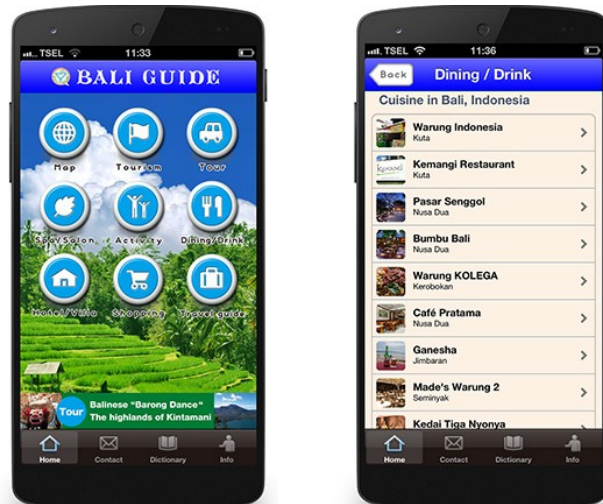 TSEL
11:33
BALI GUIDE
Map
Tourism
Tour
Spa/Salon
Activity
Dining/Drink
Hotel/Villa
Shopping
Travel guide
Tour
Balinese "Barong Dance"
The highlands of Kintamani
Home
Contact
Dictionary
Info
TSEL
11:36
Back
Dining / Drink
Cuisine in Bali, Indonesia
Warung Indonesia
Kuta
Kemangi Restaurant
Kuta
Pasar Senggol
Nusa Dua
Bumbu Bali
Nusa Dua
Warung KOLEGA
Kerobokan
Café Pratama
Nusa Dua
Ganesha
Jimbaran
Made's Warung 2
Seminyak
Kedai Tiga Nyonya
Home
Contact
Dictionary
Info